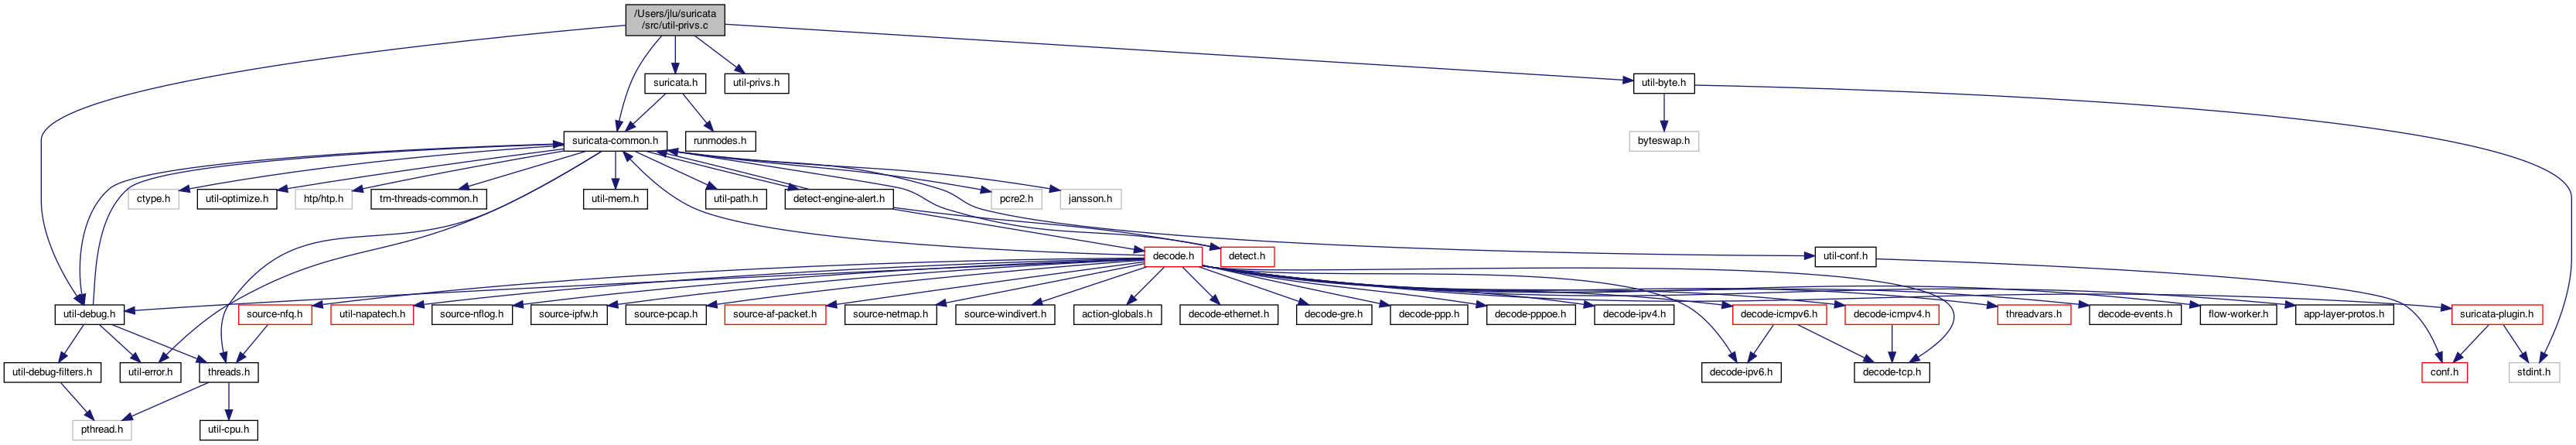 /Users/jlu/suricata
/src/util-privs.c
suricata.h
util-privs.h
util-byte.h
suricata-common.h
runmodes.h
byteswap.h
ctype.h
util-optimize.h
htp/htp.h
tm-threads-common.h
util-mem.h
util-path.h
detect-engine-alert.h
pcre2.h
jansson.h
decode.h
detect.h
util-conf.h
util-debug.h
source-nfq.h
util-napatech.h
source-nflog.h
source-ipfw.h
source-pcap.h
source-af-packet.h
source-netmap.h
source-windivert.h
action-globals.h
decode-ethernet.h
decode-gre.h
decode-ppp.h
decode-pppoe.h
decode-ipv4.h
decode-icmpv6.h
decode-icmpv4.h
threadvars.h
decode-events.h
flow-worker.h
app-layer-protos.h
suricata-plugin.h
util-debug-filters.h
util-error.h
threads.h
decode-ipv6.h
decode-tcp.h
conf.h
stdint.h
pthread.h
util-cpu.h